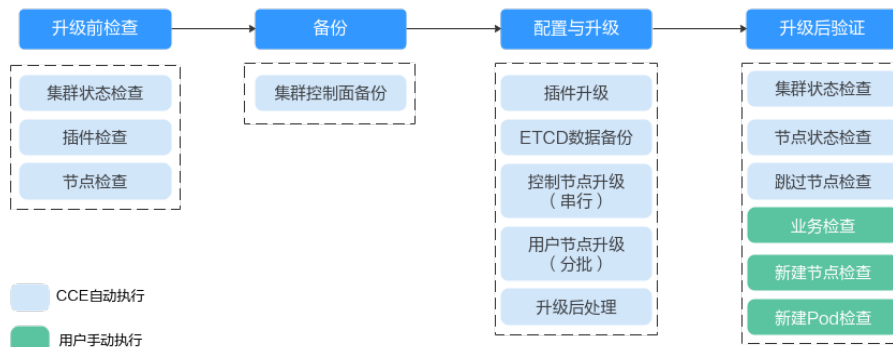 升级前检查
备份
配置与升级
升级后验证
集群状态检查
插件检查
节点检查
集群控制面备份
插件升级
ETCD数据备份
控制节点升级
（串行）
用户节点升级
（分批）
升级后处理
集群状态检查
节点状态检查
跳过节点检查
业务检查
新建节点检查
新建Pod检查
CCE自动执行
用户手动执行